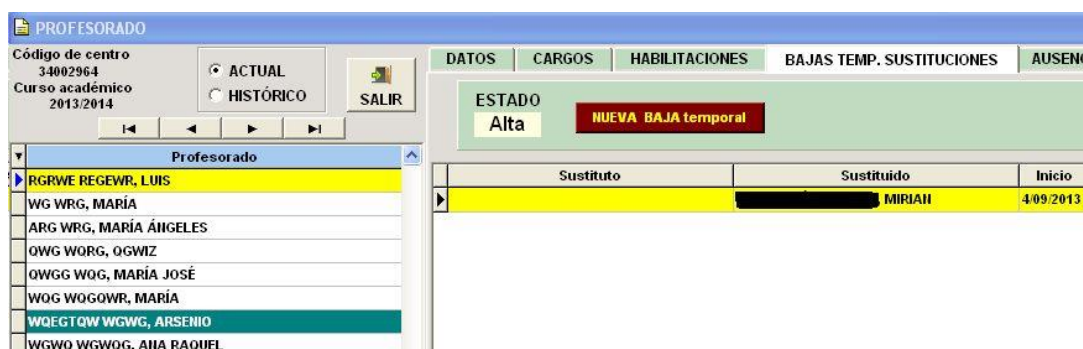 PROFESORADO
Código de centro
34002964
Curso académico
2013/2014
ACTUAL
HISTÓRICO
SALIR
Profesorado
RGRWE REGEWR, LUIS
WG WRG, MARÍA
ARG WRG, MARÍA ÁNGELES
QWG WQRG, QGWIZ
QWGG WQG, MARÍA JOSÉ
WQG WQGQWR, MARÍA
WQEGTQW WGWG, ARSENIO
WGWQ WGWQG, ANA RAQUEL
DATOS CARGOS HABILITACIONES BAJAS TEMP. SUSTITUCIONES AUSENC
ESTADO
Alta
NUEVA BAJA temporal
Sustituto Sustituido Inicio
MIRIAN 4/09/2013